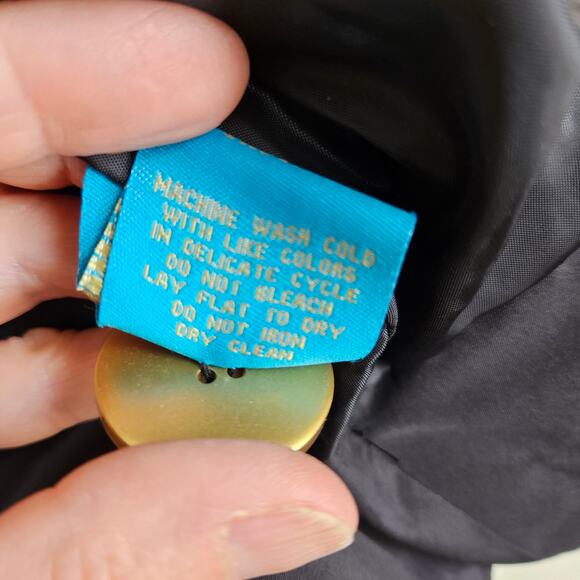 MACHINE WASH COLD
WITH LIKE COLORS
IN DELICATE CYCLE
DO NOT BLEACH
LAY FLAT TO DRY
DO NOT IRON
DRY CLEAN